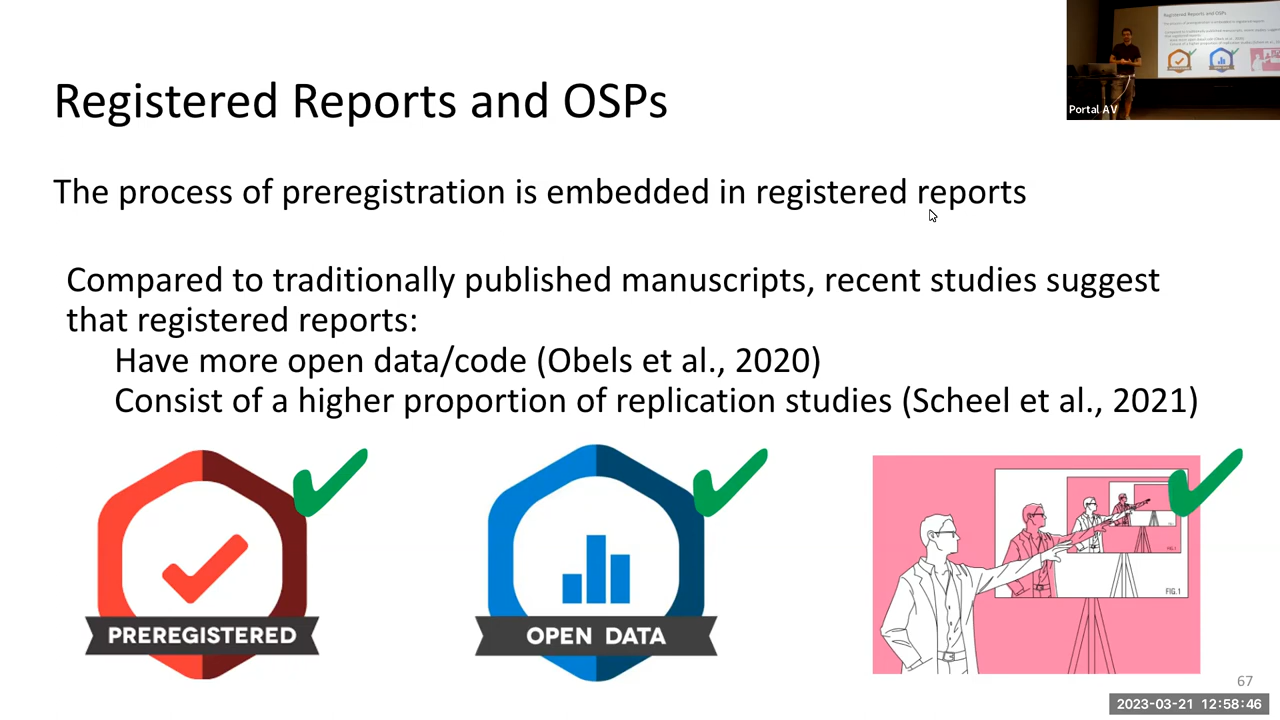 Registered Reports and OSPs
Portal AV
The process of preregistration is embedded in registered reports
Compared to traditionally published manuscripts, recent studies suggest
that registered reports:
Have more open data/code (Obels et al., 2020)
Consist of a higher proportion of replication studies (Scheel et al., 2021)
PREREGISTERED
OPEN DATA
FIG.1
67
2023-03-21 12:58:46